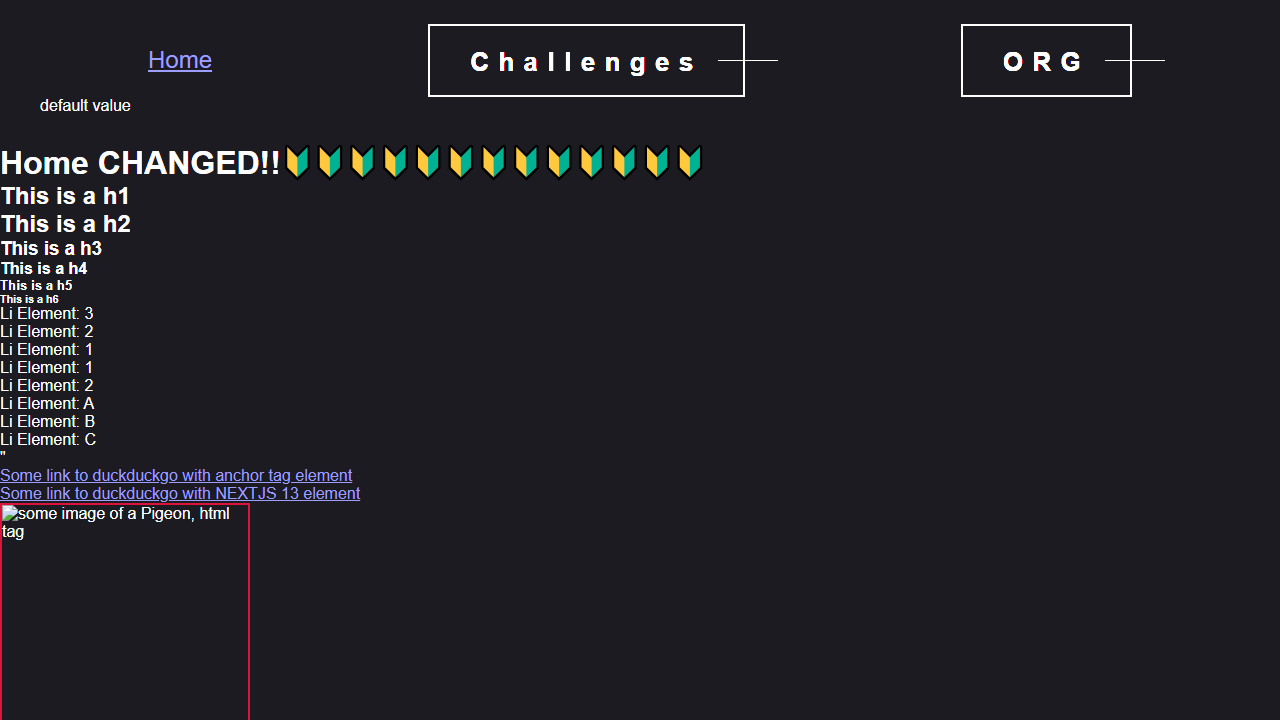 Home
Challenges
ORG
default value
Home CHANGED!!🔰🔰🔰🔰🔰🔰🔰🔰🔰🔰🔰🔰🔰
This is a h1
This is a h2
This is a h3
This is a h4
This is a h5
This is a h6
Li Element: 3
Li Element: 2
Li Element: 1
Li Element: 1
Li Element: 2
Li Element: A
Li Element: B
Li Element: C
"
Some link to duckduckgo with anchor tag element
Some link to duckduckgo with NEXTJS 13 element
some image of a Pigeon, html
tag